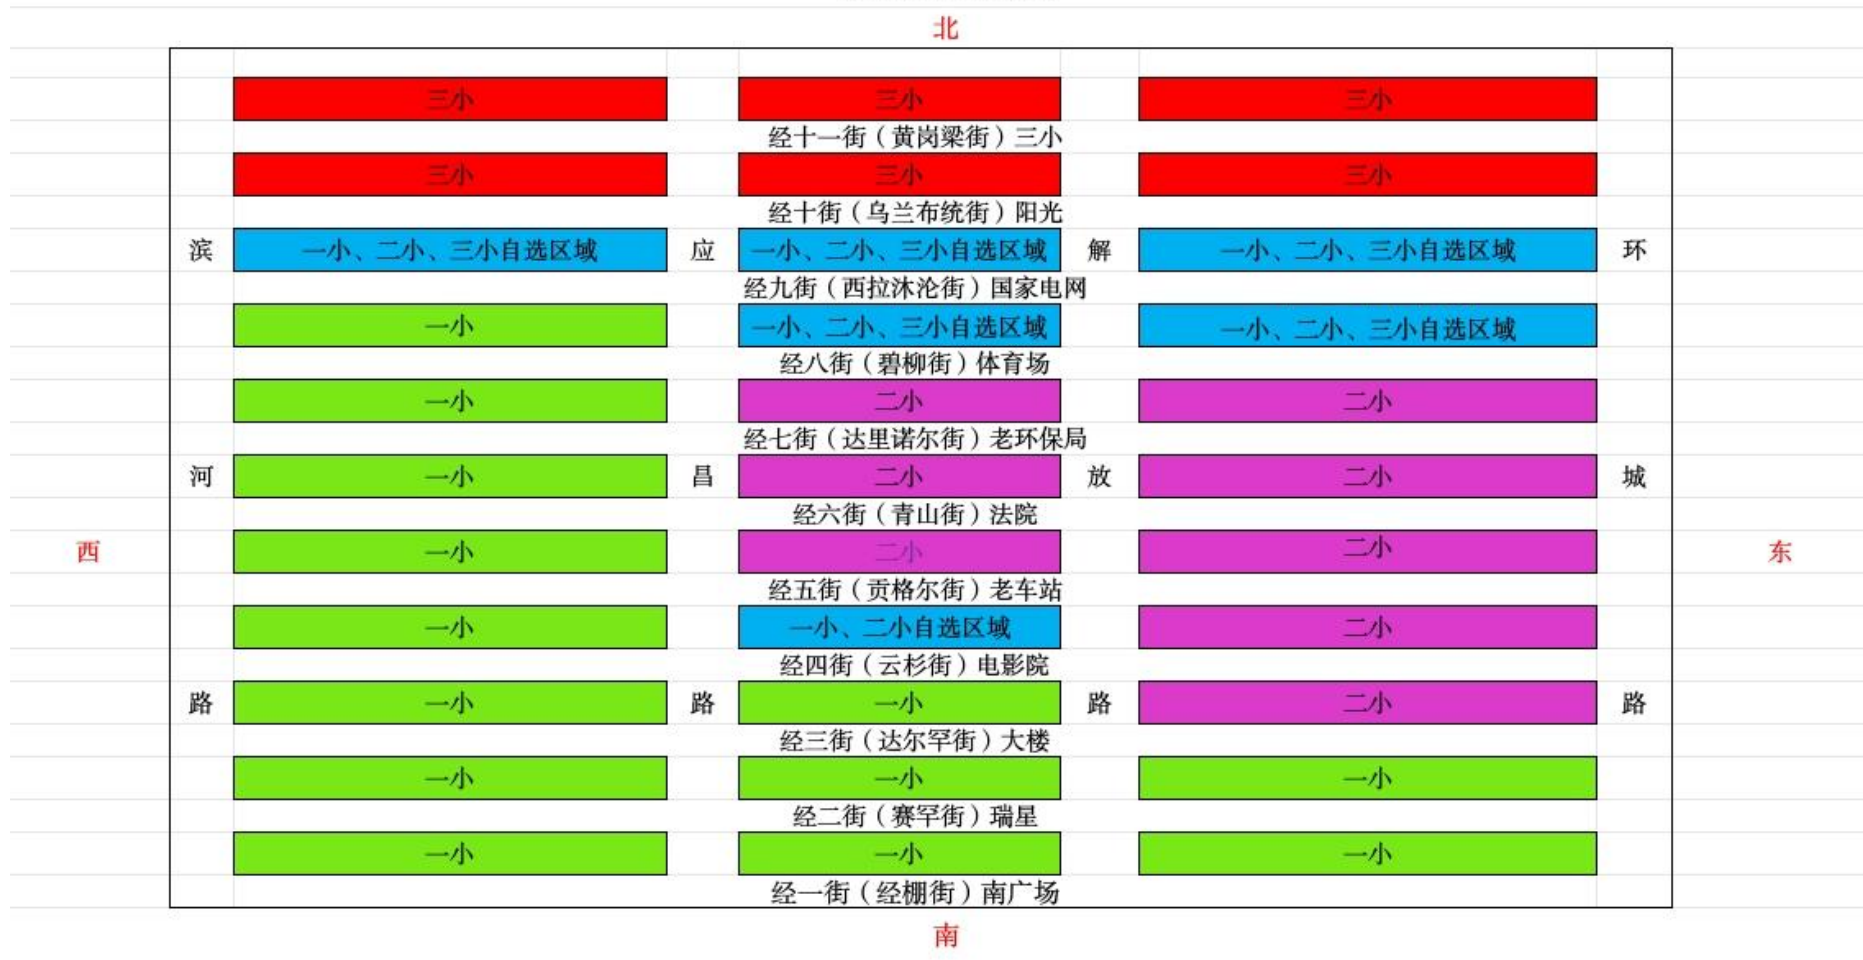 北
三小 三小 三小
经十一街（黄岗梁街）三小
三小 三小 三小
经十街（乌兰布统街）阳光
滨 一小、二小、三小自选区域 应 一小、二小、三小自选区域 解 一小、二小、三小自选区域 环
经九街（西拉沐沦街）国家电网
一小 一小、二小、三小自选区域 一小、二小、三小自选区域
经八街（碧柳街）体育场
一小 二小 二小
经七街（达里诺尔街）老环保局
河 一小 昌 二小 放 二小 城
经六街（青山街）法院
西 一小 二小 二小 东
经五街（贡格尔街）老车站
一小 一小、二小自选区域 二小
经四街（云杉街）电影院
路 一小 路 一小 路 二小 路
经三街（达尔罕街）大楼
一小 一小 一小
经二街（赛罕街）瑞星
一小 一小 一小
经一街（经棚街）南广场
南